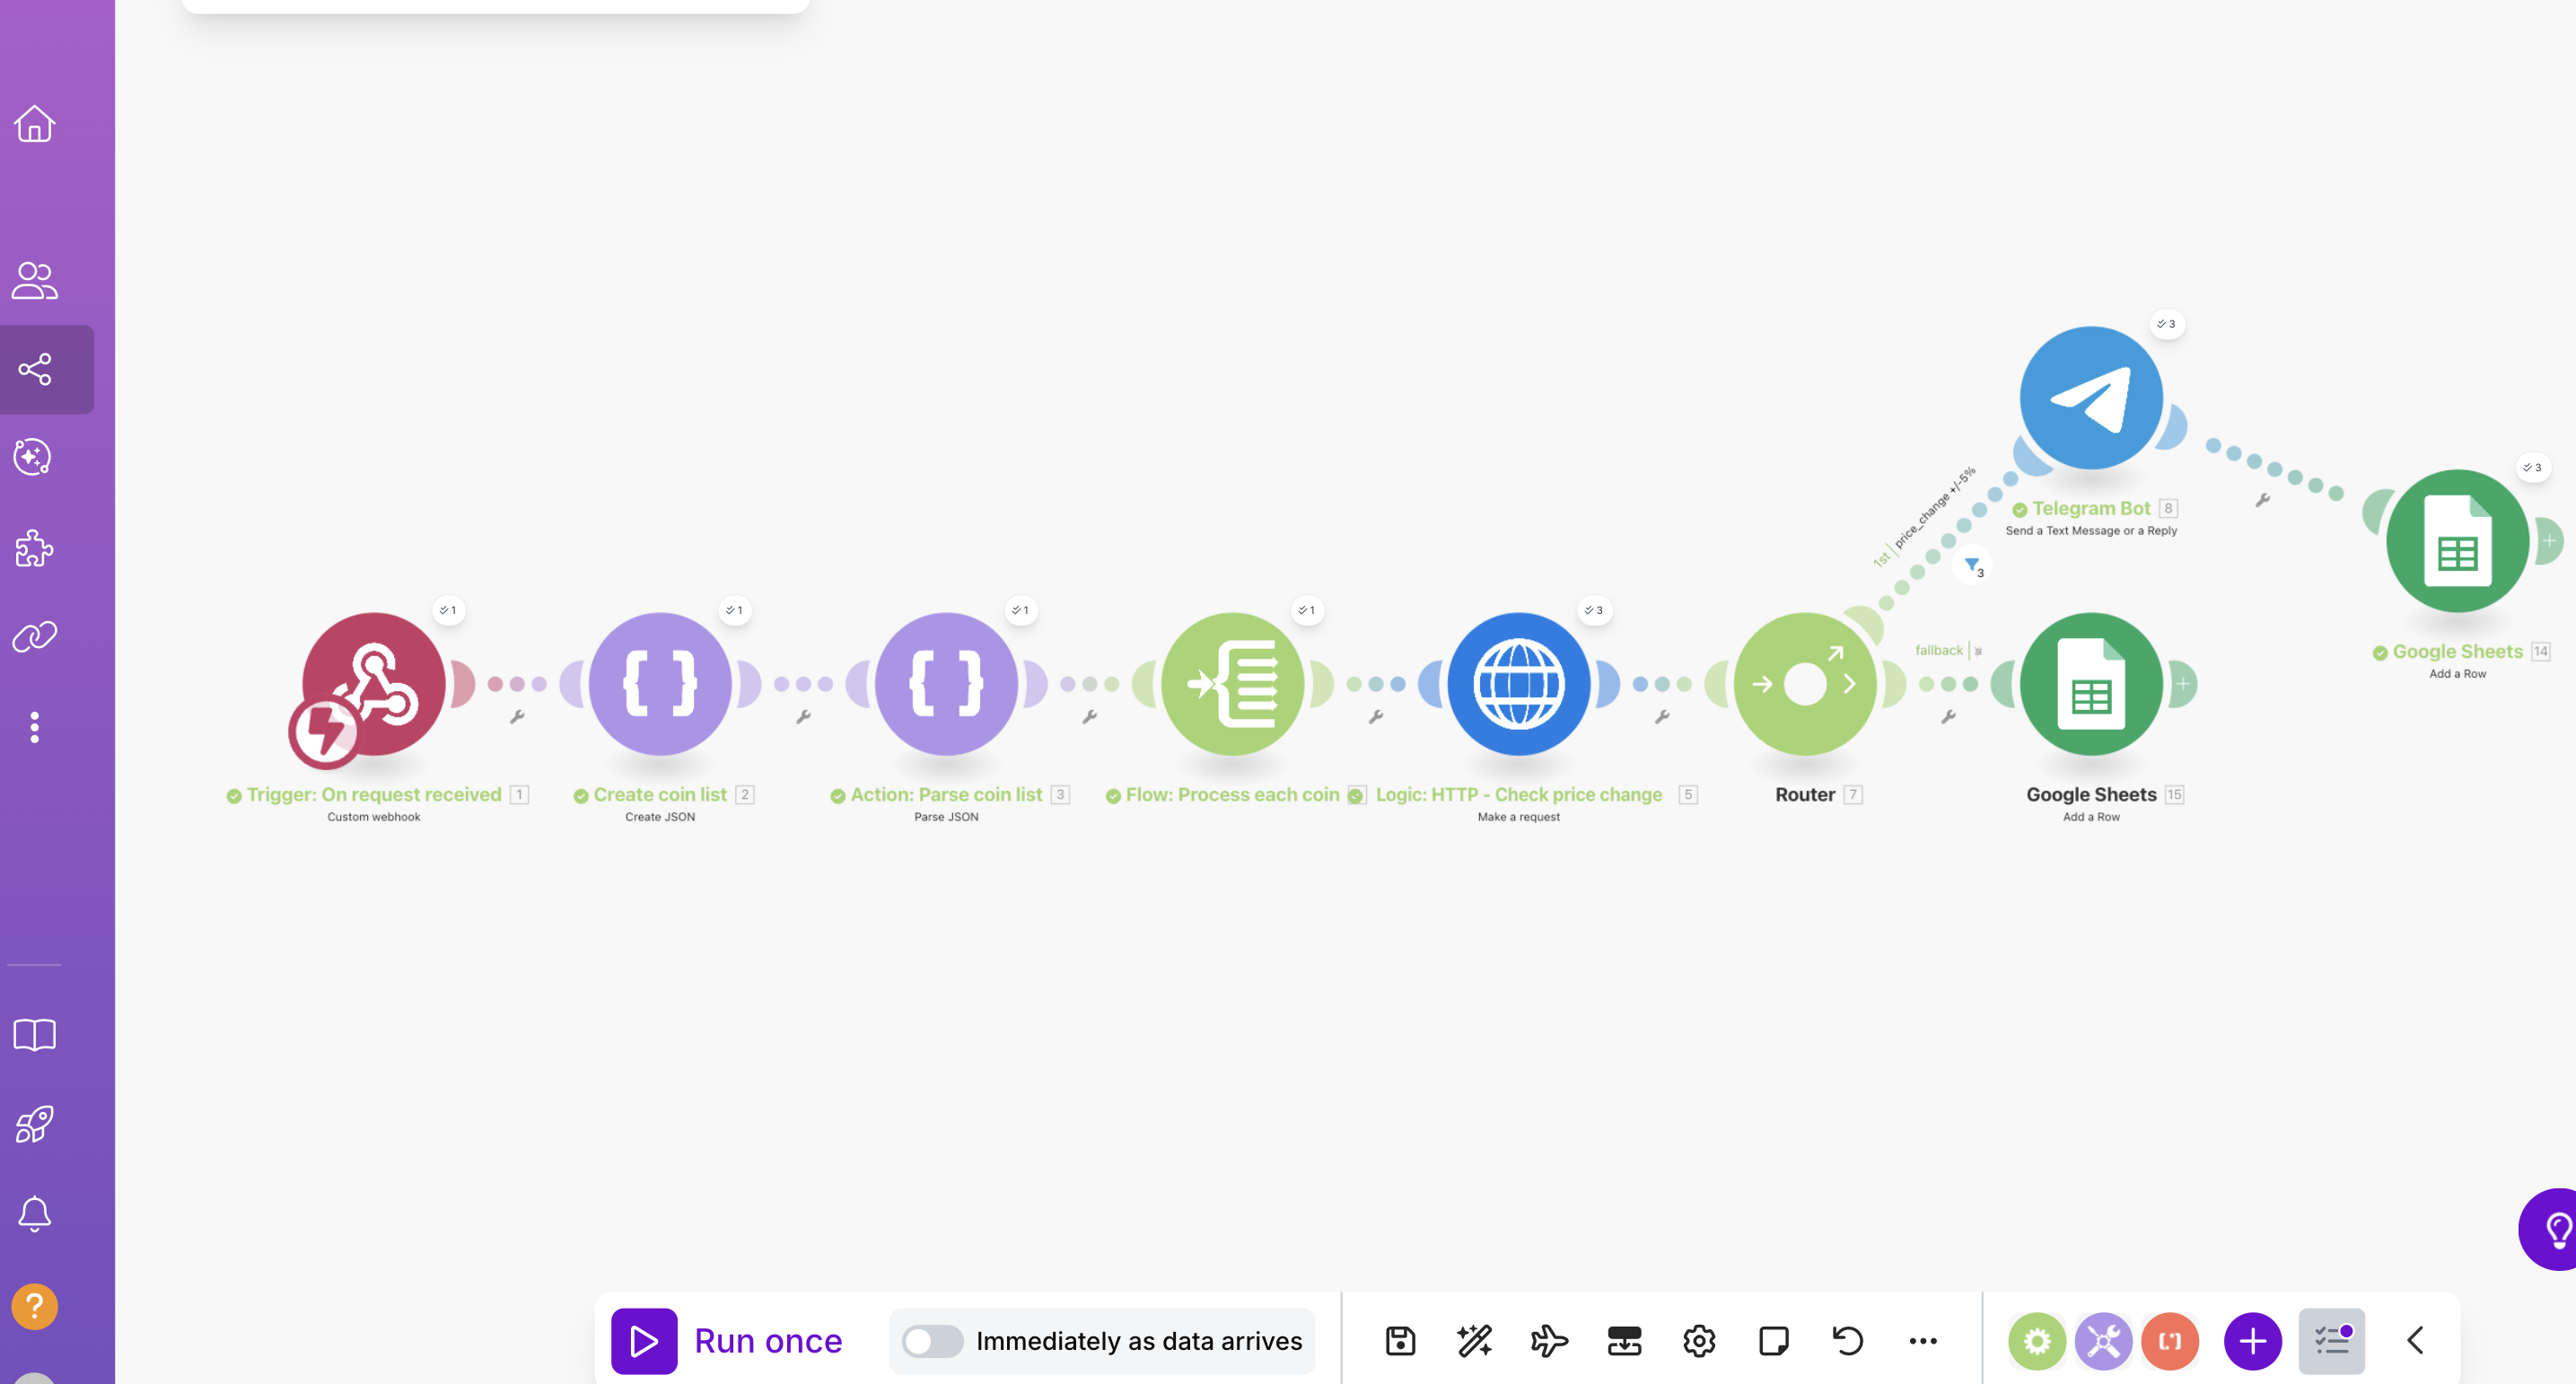 3
1st | price_change +/-5%
Telegram Bot 8
Send a Text Message or a Reply
3
3
Google Sheets 14
Add a Row
1
1
1
1
3
fallback
Trigger: On request received 1
Custom webhook
Create coin list 2
Create JSON
Action: Parse coin list 3
Parse JSON
Flow: Process each coin
Logic: HTTP - Check price change 5
Make a request
Router 7
Google Sheets 15
Add a Row
?
Run once
Immediately as data arrives